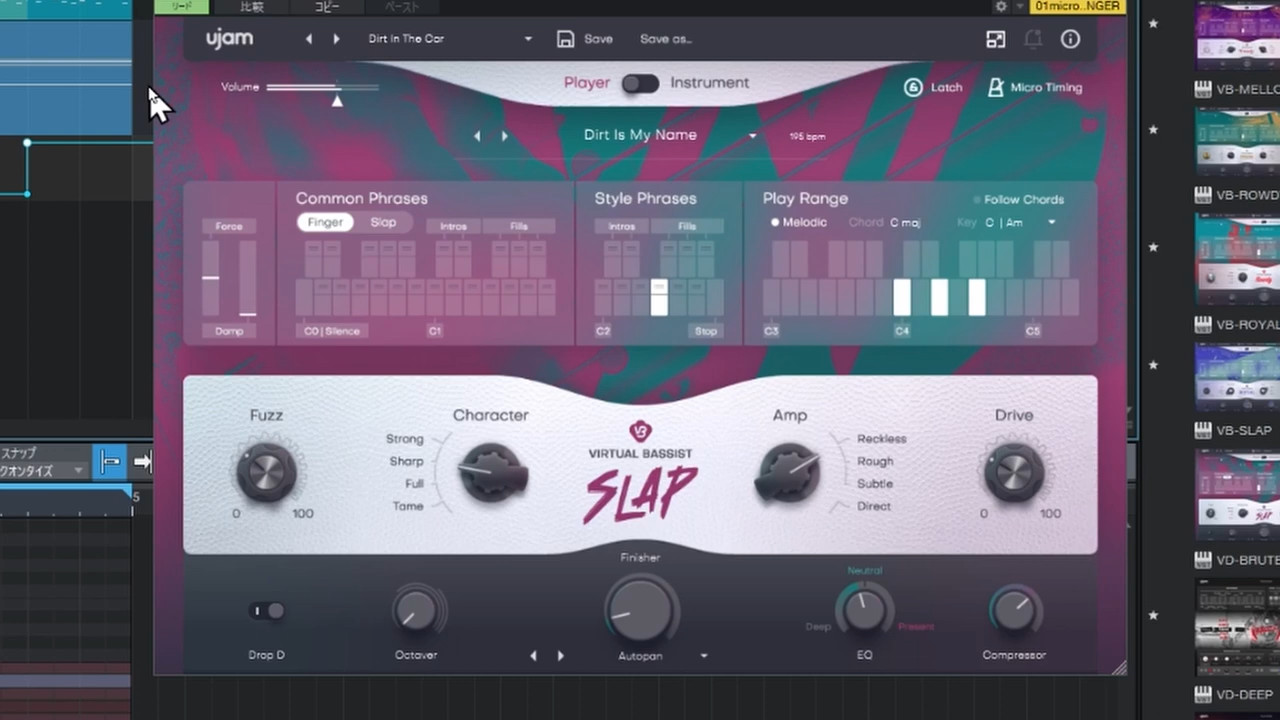 リード
比較
コピー
ペースト
01micro..NGER
ujam
Dirt In The Car
Save
Save as...
Volume
Player
Instrument
Latch
Micro Timing
Dirt Is My Name
195 bpm
Force
Damp
Common Phrases
Finger
Slap
Intros
Fills
C0 | Silence
C1
Style Phrases
Intros
Fills
C2
Stop
Play Range
Follow Chords
Melodic
Chord
C maj
Key
C | Am
C3
C4
C5
Fuzz
0
100
Character
Strong
Sharp
Full
Tame
VB
VIRTUAL BASSIST
SLAP
Amp
Reckless
Rough
Subtle
Direct
Drive
0
100
Finisher
Drop D
Octaver
Autopan
Neutral
Deep
Present
EQ
Compressor
スナップ
クオンタイズ
5
VB-MELLO
VB-ROWD
VB-ROYAL
VB-SLAP
VD-BRUTE
VD-DEEP